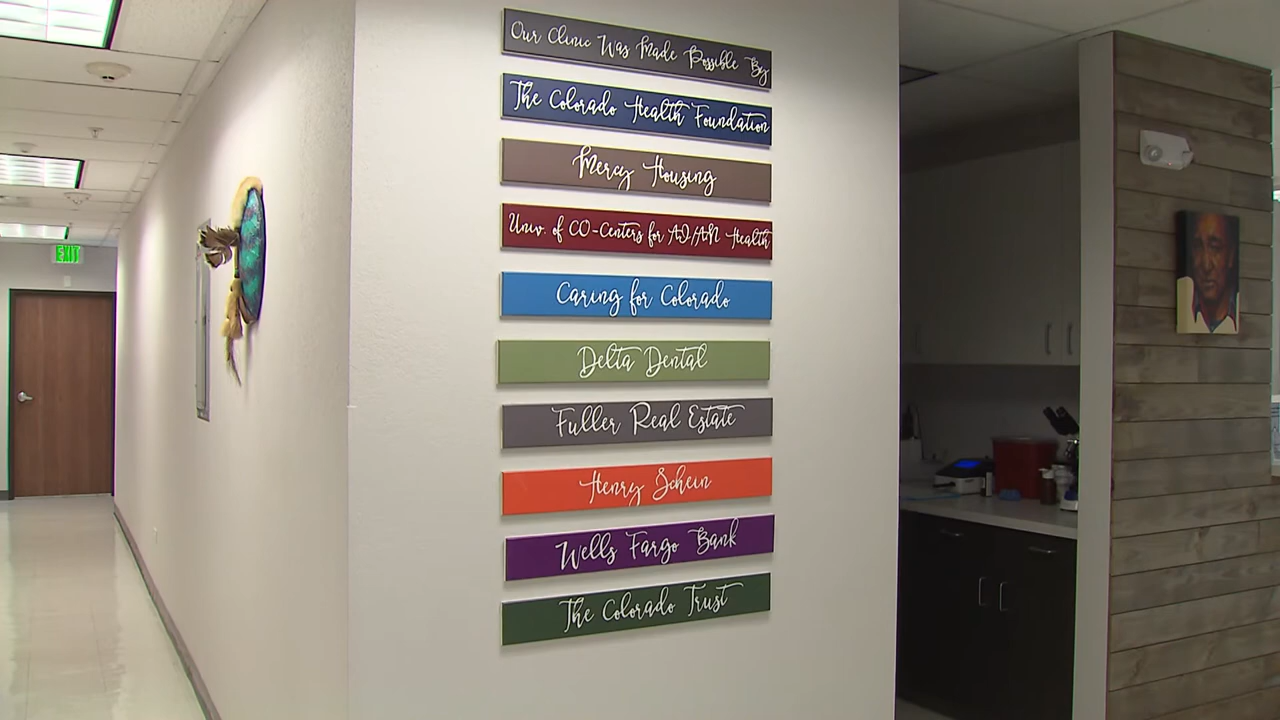 EXIT
Our Clinic Was Made Possible By
The Colorado Health Foundation
Mercy Housing
Univ. of CO-Centers for AI/AN Health
Caring for Colorado
Delta Dental
Fuller Real Estate
Henry Schein
Wells Fargo Bank
The Colorado Trust